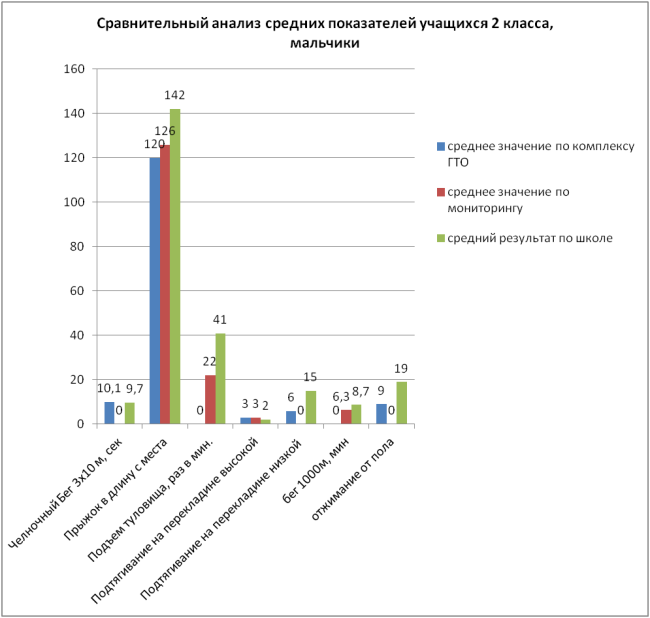 Сравнительный анализ средних показателей учащихся 2 класса,
мальчики
160
140
120
100
80
60
40
20
0
10,1
0
9,7
120
126
142
0
22
41
3
3
2
6
0
15
0
6,3
8,7
9
0
19
Челночный Бег 3х10 м, сек
Прыжок в длину с места
Подъем туловища, раз в мин.
Подтягивание на перекладине высокой
Подтягивание на перекладине низкой
бег 1000м, мин
отжимание от пола
среднее значение по комплексу
ГТО
среднее значение по
мониторингу
средний результат по школе